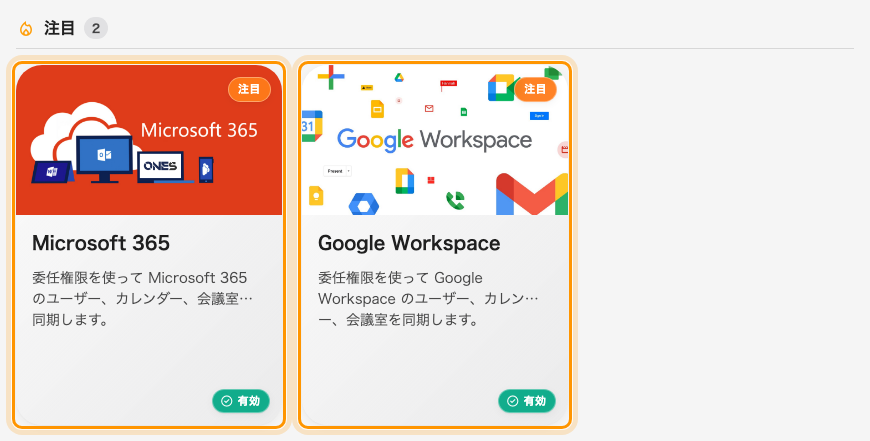 注目 2
注目
Microsoft 365
ONES
Microsoft 365
委任権限を使って Microsoft 365
のユーザー、カレンダー、会議室…
同期します。
有効
注目
31
Google Workspace
Present
Google Workspace
委任権限を使って Google
Workspace のユーザー、カレン…
ー、会議室を同期します。
有効